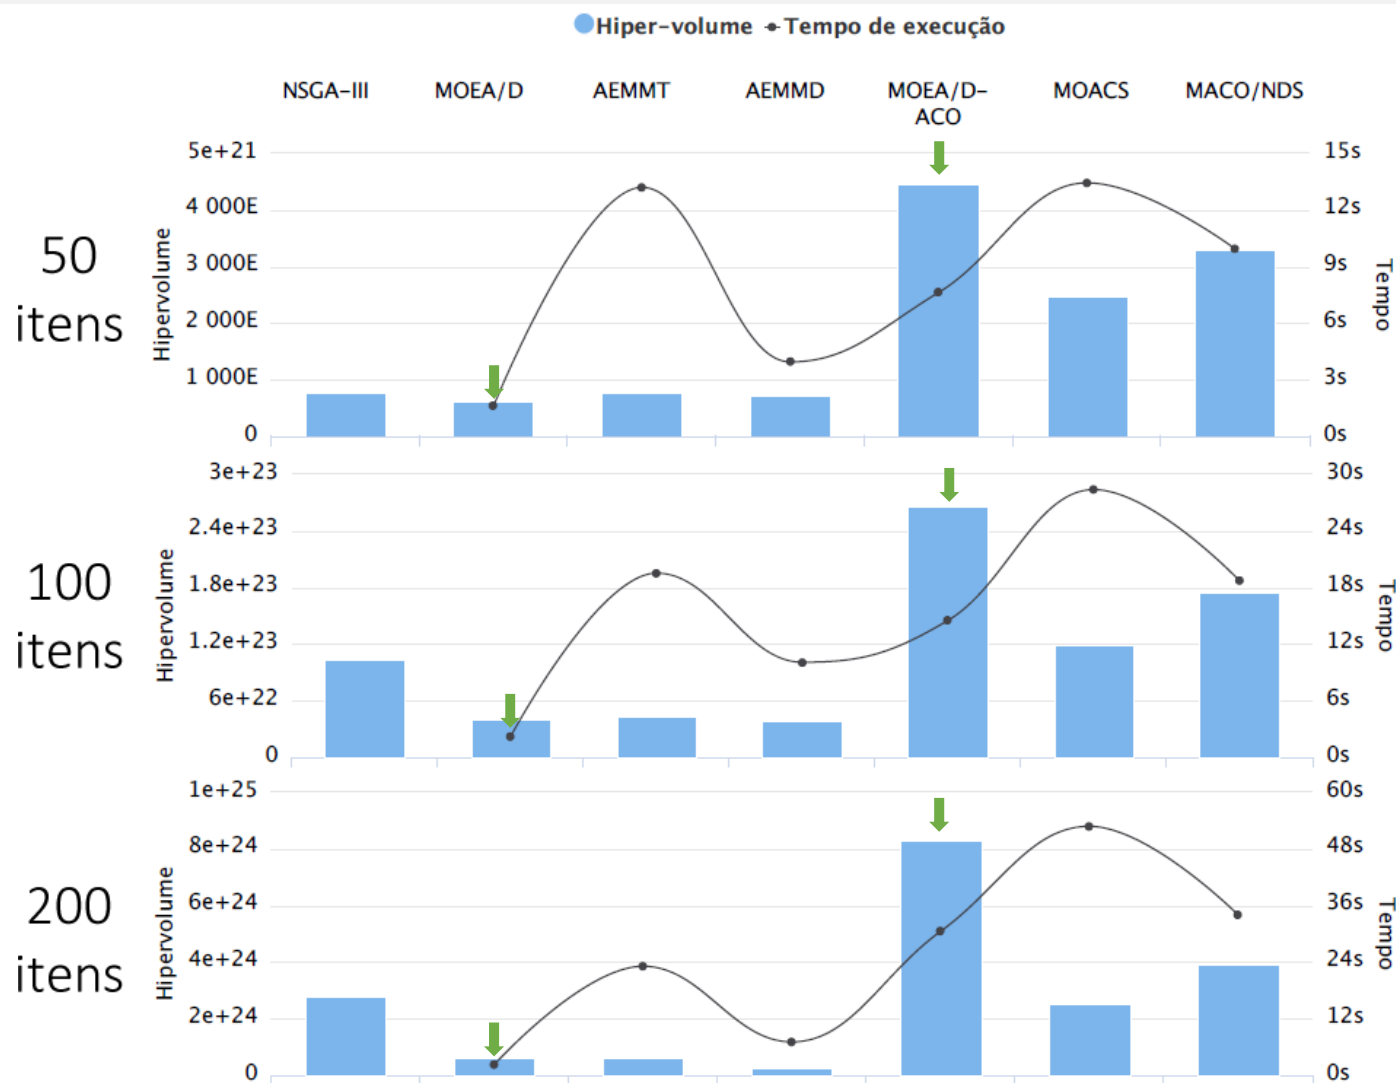 Hiper-volume Tempo de execução
NSGA-III MOEA/D AEMMT AEMMD MOEA/D- MOACS MACO/NDS
ACO
50
itens
Hipervolume
5e+21
4 000E
3 000E
2 000E
1 000E
0
15s
12s
9s
6s
3s
0s
Tempo
100
itens
Hipervolume
3e+23
2.4e+23
1.8e+23
1.2e+23
6e+22
0
30s
24s
18s
12s
6s
0s
Tempo
200
itens
Hipervolume
1e+25
8e+24
6e+24
4e+24
2e+24
0
60s
48s
36s
24s
12s
0s
Tempo